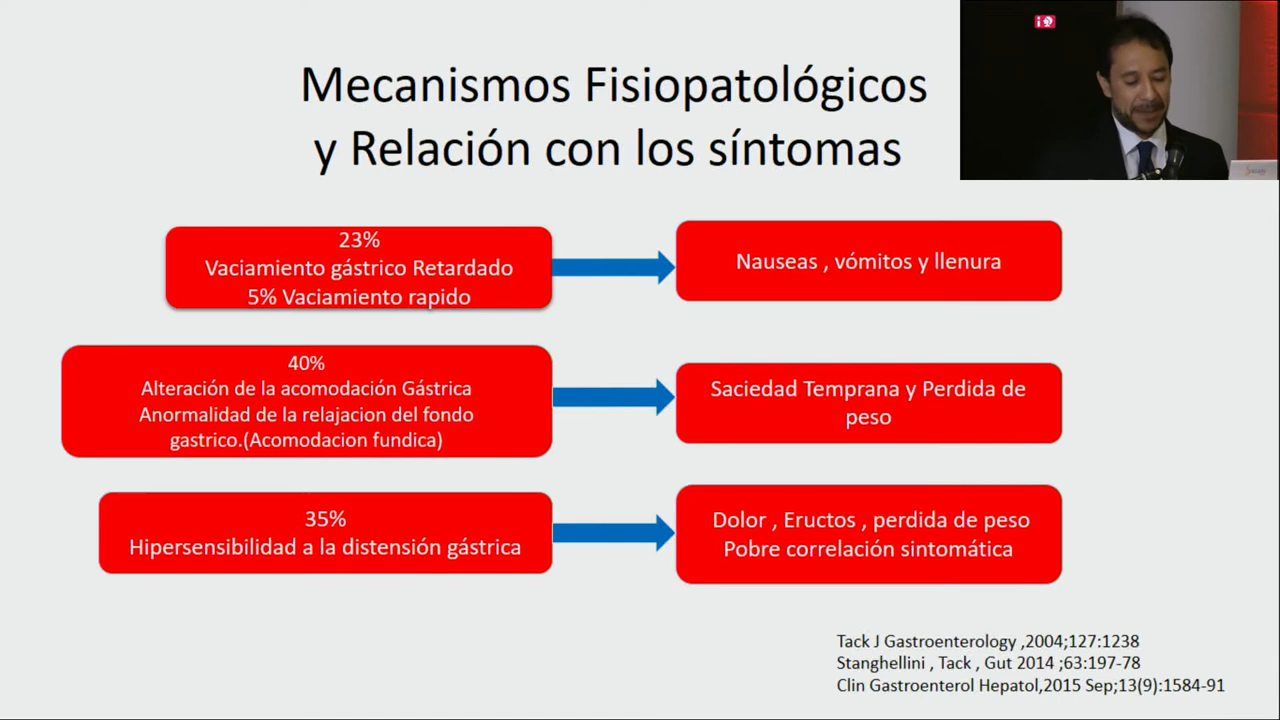 Mecanismos Fisiopatológicos
y Relación con los síntomas
23%
Vaciamiento gástrico Retardado
5% Vaciamiento rapido
Nauseas , vómitos y llenura
40%
Alteración de la acomodación Gástrica
Anormalidad de la relajacion del fondo
gastrico.(Acomodacion fundica)
Saciedad Temprana y Perdida de
peso
35%
Hipersensibilidad a la distensión gástrica
Dolor , Eructos , perdida de peso
Pobre correlación sintomática
Tack J Gastroenterology ,2004;127:1238
Stanghellini , Tack , Gut 2014 ;63:197-78
Clin Gastroenterol Hepatol,2015 Sep;13(9):1584-91